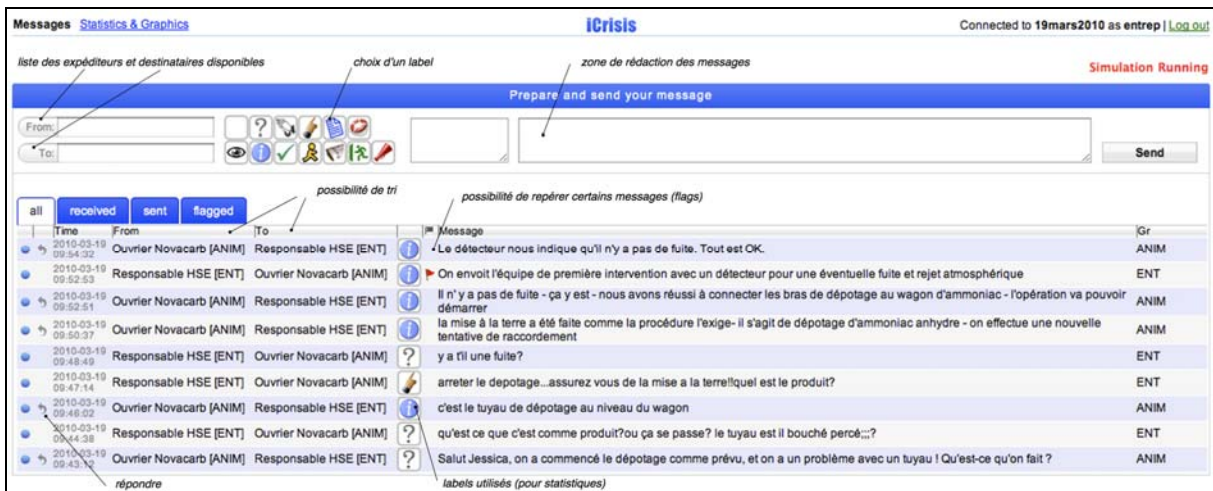 Messages Statistics & Graphics iCrisis Connected to 19mars2010 as entrep | Log out
liste des expéditeurs et destinataires disponibles choix d'un label zone de rédaction des messages
Simulation Running
Prepare and send your message
From:
To: Send
possibilité de tri possibilité de repérer certains messages (flags)
all received sent flagged
Time From To Message Gr
2010-03-19 09:54:32 Ouvrier Novacarb [ANIM] Responsable HSE [ENT] Le détecteur nous indique qu'il n'y a pas de fuite. Tout est OK. ANIM
2010-03-19 09:52:53 Responsable HSE [ENT] Ouvrier Novacarb [ANIM] On envoit l'équipe de première intervention avec un détecteur pour une éventuelle fuite et rejet atmosphérique ENT
2010-03-19 09:52:51 Ouvrier Novacarb [ANIM] Responsable HSE [ENT] Il n' y a pas de fuite - ça y est - nous avons réussi à connecter les bras de dépotage au wagon d'ammoniac - l'opération va pouvoir démarrer ANIM
2010-03-19 09:50:37 Ouvrier Novacarb [ANIM] Responsable HSE [ENT] la mise à la terre a été faite comme la procédure l'exige- il s'agit de dépotage d'ammoniac anhydre - on effectue une nouvelle tentative de raccordement ANIM
2010-03-19 09:48:49 Responsable HSE [ENT] Ouvrier Novacarb [ANIM] y a t'il une fuite? ENT
2010-03-19 09:47:14 Responsable HSE [ENT] Ouvrier Novacarb [ANIM] arreter le depotage...assurez vous de la mise a la terre!!quel est le produit? ENT
2010-03-19 09:46:02 Ouvrier Novacarb [ANIM] Responsable HSE [ENT] c'est le tuyau de dépotage au niveau du wagon ANIM
2010-03-19 09:44:38 Responsable HSE [ENT] Ouvrier Novacarb [ANIM] qu'est ce que c'est comme produit?ou ça se passe? le tuyau est il bouché percé;;;? ENT
2010-03-19 09:43:12 Ouvrier Novacarb [ANIM] Responsable HSE [ENT] Salut Jessica, on a commencé le dépotage comme prévu, et on a un problème avec un tuyau ! Qu'est-ce qu'on fait ? ANIM
répondre labels utilisés (pour statistiques)